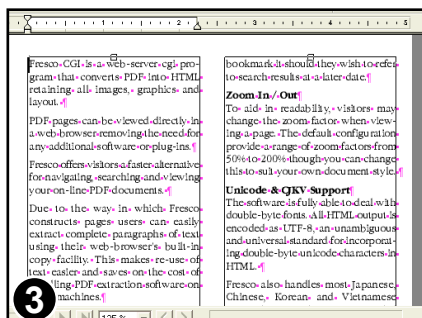 1 2 3 4 5
Fresco CGI is a web-server cgi pro-
gram that converts PDF into HTML
retaining all images, graphics and
layout. ¶
PDF pages can be viewed directly in
a web browser removing the need for
any additional software or plug-ins. ¶
Fresco offers visitors a faster alternative
for navigating, searching and viewing
your on-line PDF documents. ¶
Due to the way in which Fresco
constructs pages users can easily
extract complete paragraphs of text
using their web-browser's built-in
copy facility. This makes re-use of
text easier and saves on the cost of
ling PDF extraction software on
machines. ¶
bookmark it should they wish to refer
to search results at a later date. ¶
Zoom In / Out ¶
To aid in readability, visitors may
change the zoom factor when view-
ing a page. The default configuration
provide a range of zoom factors from
50% to 200% though you can change
this to suit your own document style. ¶
Unicode & CJKV Support ¶
The software is fully able to deal with
double-byte fonts. All HTML output is
encoded as UTF-8, an unambiguous
and universal standard for incorporat-
ing double-byte unicode characters in
HTML. ¶
Fresco also handles most Japanese,
Chinese, Korean and Vietnamese
3
125 %